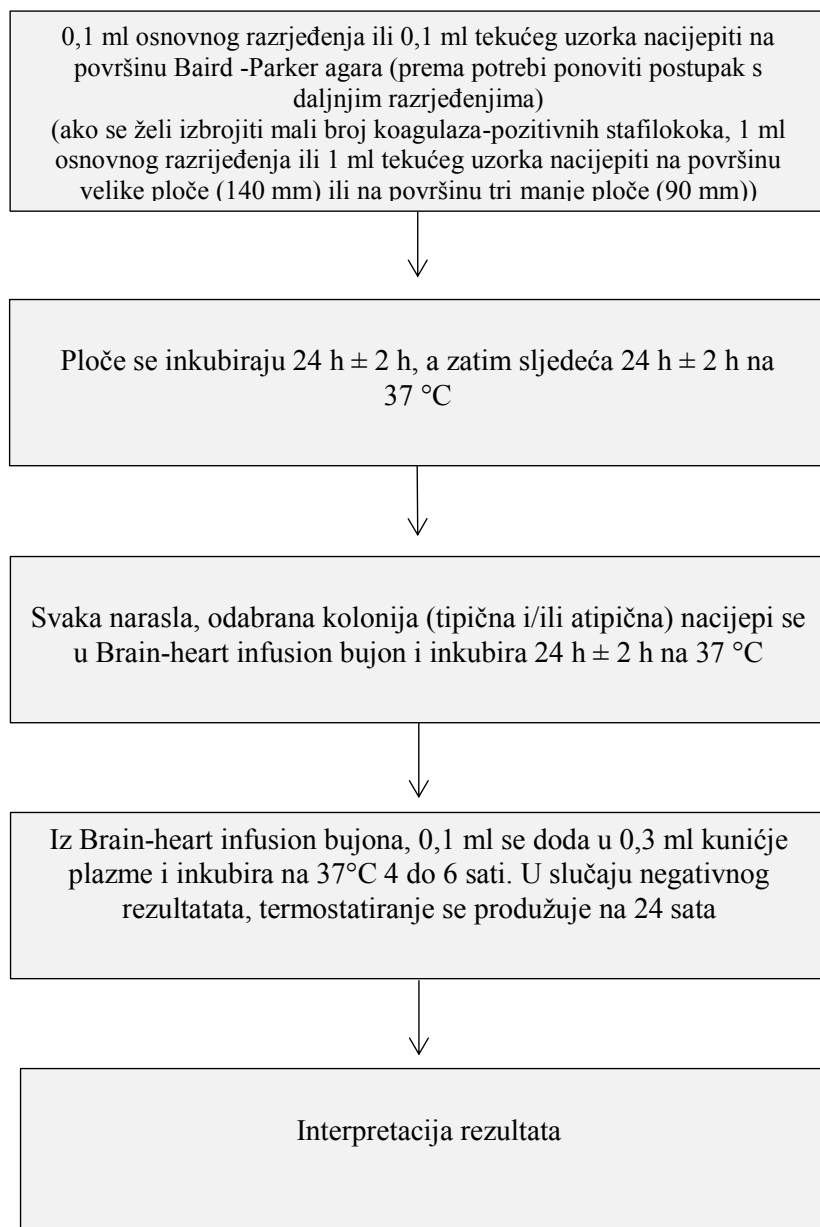 0,1 ml osnovnog razrjeđenja ili 0,1 ml tekućeg uzorka nacijepiti na
površinu Baird -Parker agara (prema potrebi ponoviti postupak s
daljnjim razrjeđenjima)
(ako se želi izbrojiti mali broj koagulaza-pozitivnih stafilokoka, 1 ml
osnovnog razrijeđenja ili 1 ml tekućeg uzorka nacijepiti na površinu
velike ploče (140 mm) ili na površinu tri manje ploče (90 mm))
Ploče se inkubiraju 24 h ± 2 h, a zatim sljedeća 24 h ± 2 h na
37 °C
Svaka narasla, odabrana kolonija (tipična i/ili atipična) nacijepi se
u Brain-heart infusion bujon i inkubira 24 h ± 2 h na 37 °C
Iz Brain-heart infusion bujona, 0,1 ml se doda u 0,3 ml kunićje
plazme i inkubira na 37°C 4 do 6 sati. U slučaju negativnog
rezultatata, termostatiranje se produžuje na 24 sata
Interpretacija rezultata